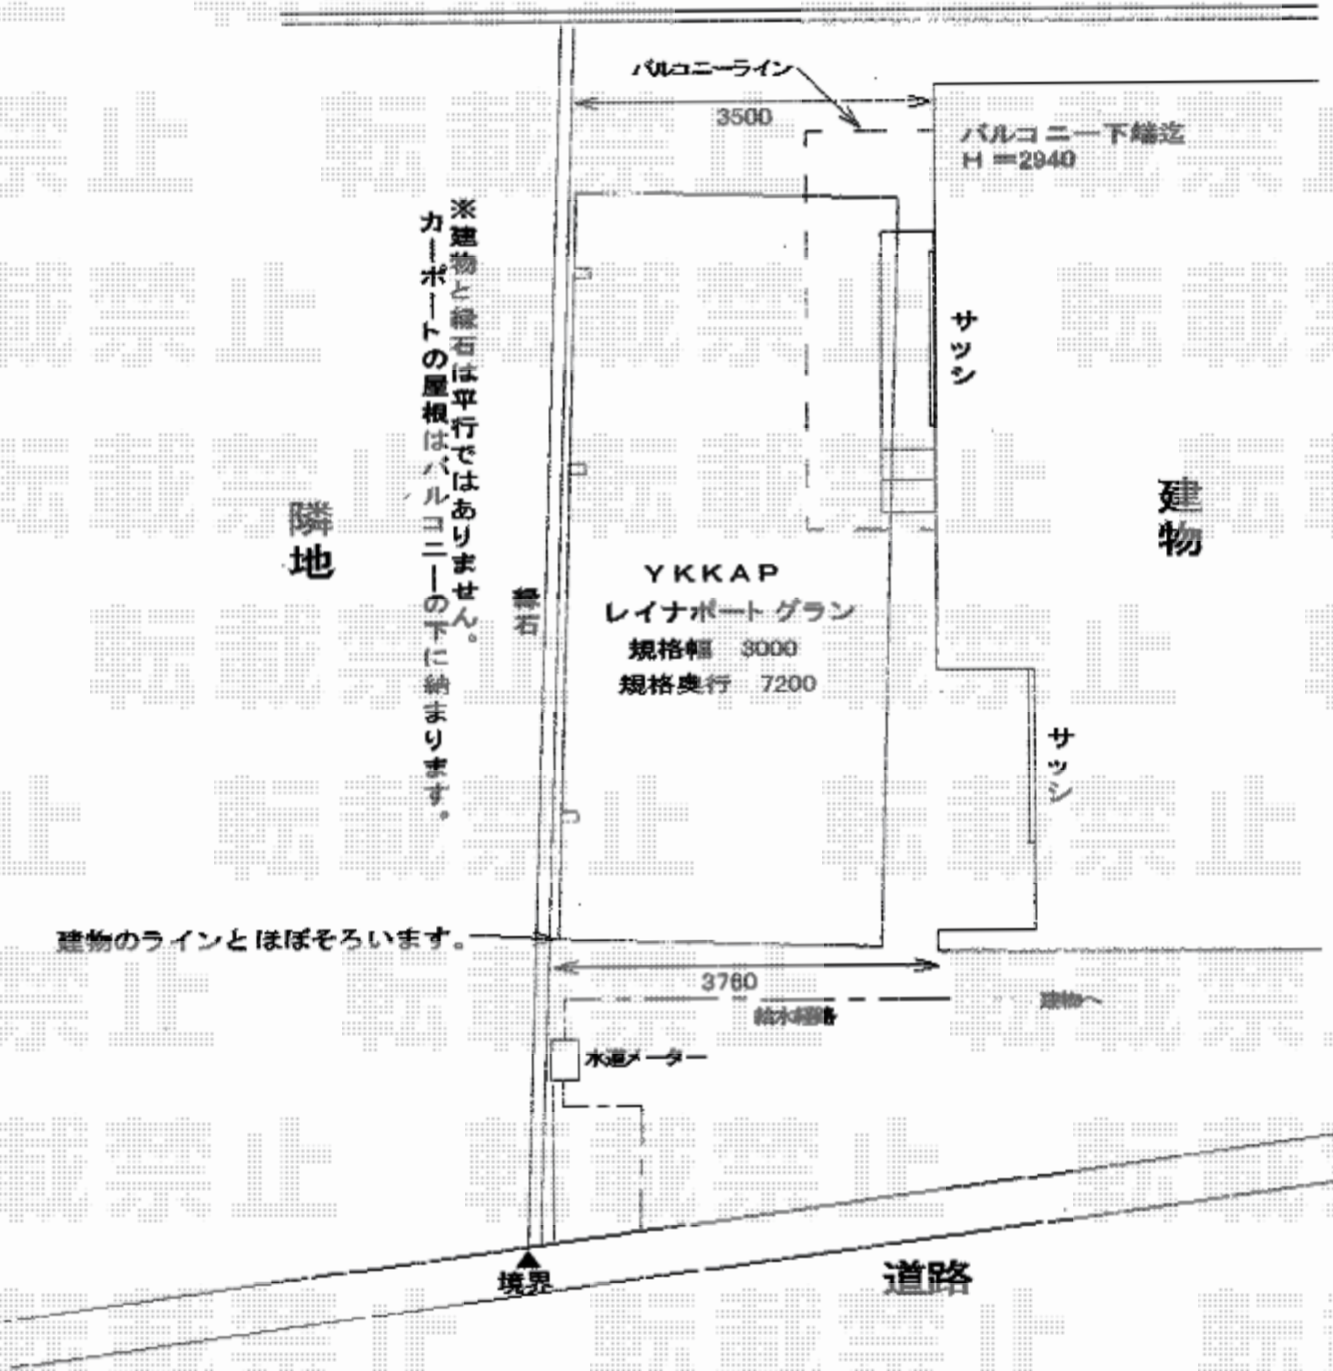 バルコニーライン
3500
バルコニー下端迄
H=2940
※建物と縁石は平行ではありません。
カーポートの屋根はバルコニーの下に納まります。
サッシ
隣地
建物
縁石
YKKAP
レイナポートグラン
規格幅 3000
規格奥行 7200
サッシ
建物のラインとほぼそろいます。
3760
給水経路
建物へ
水道メーター
境界
道路
転載禁止